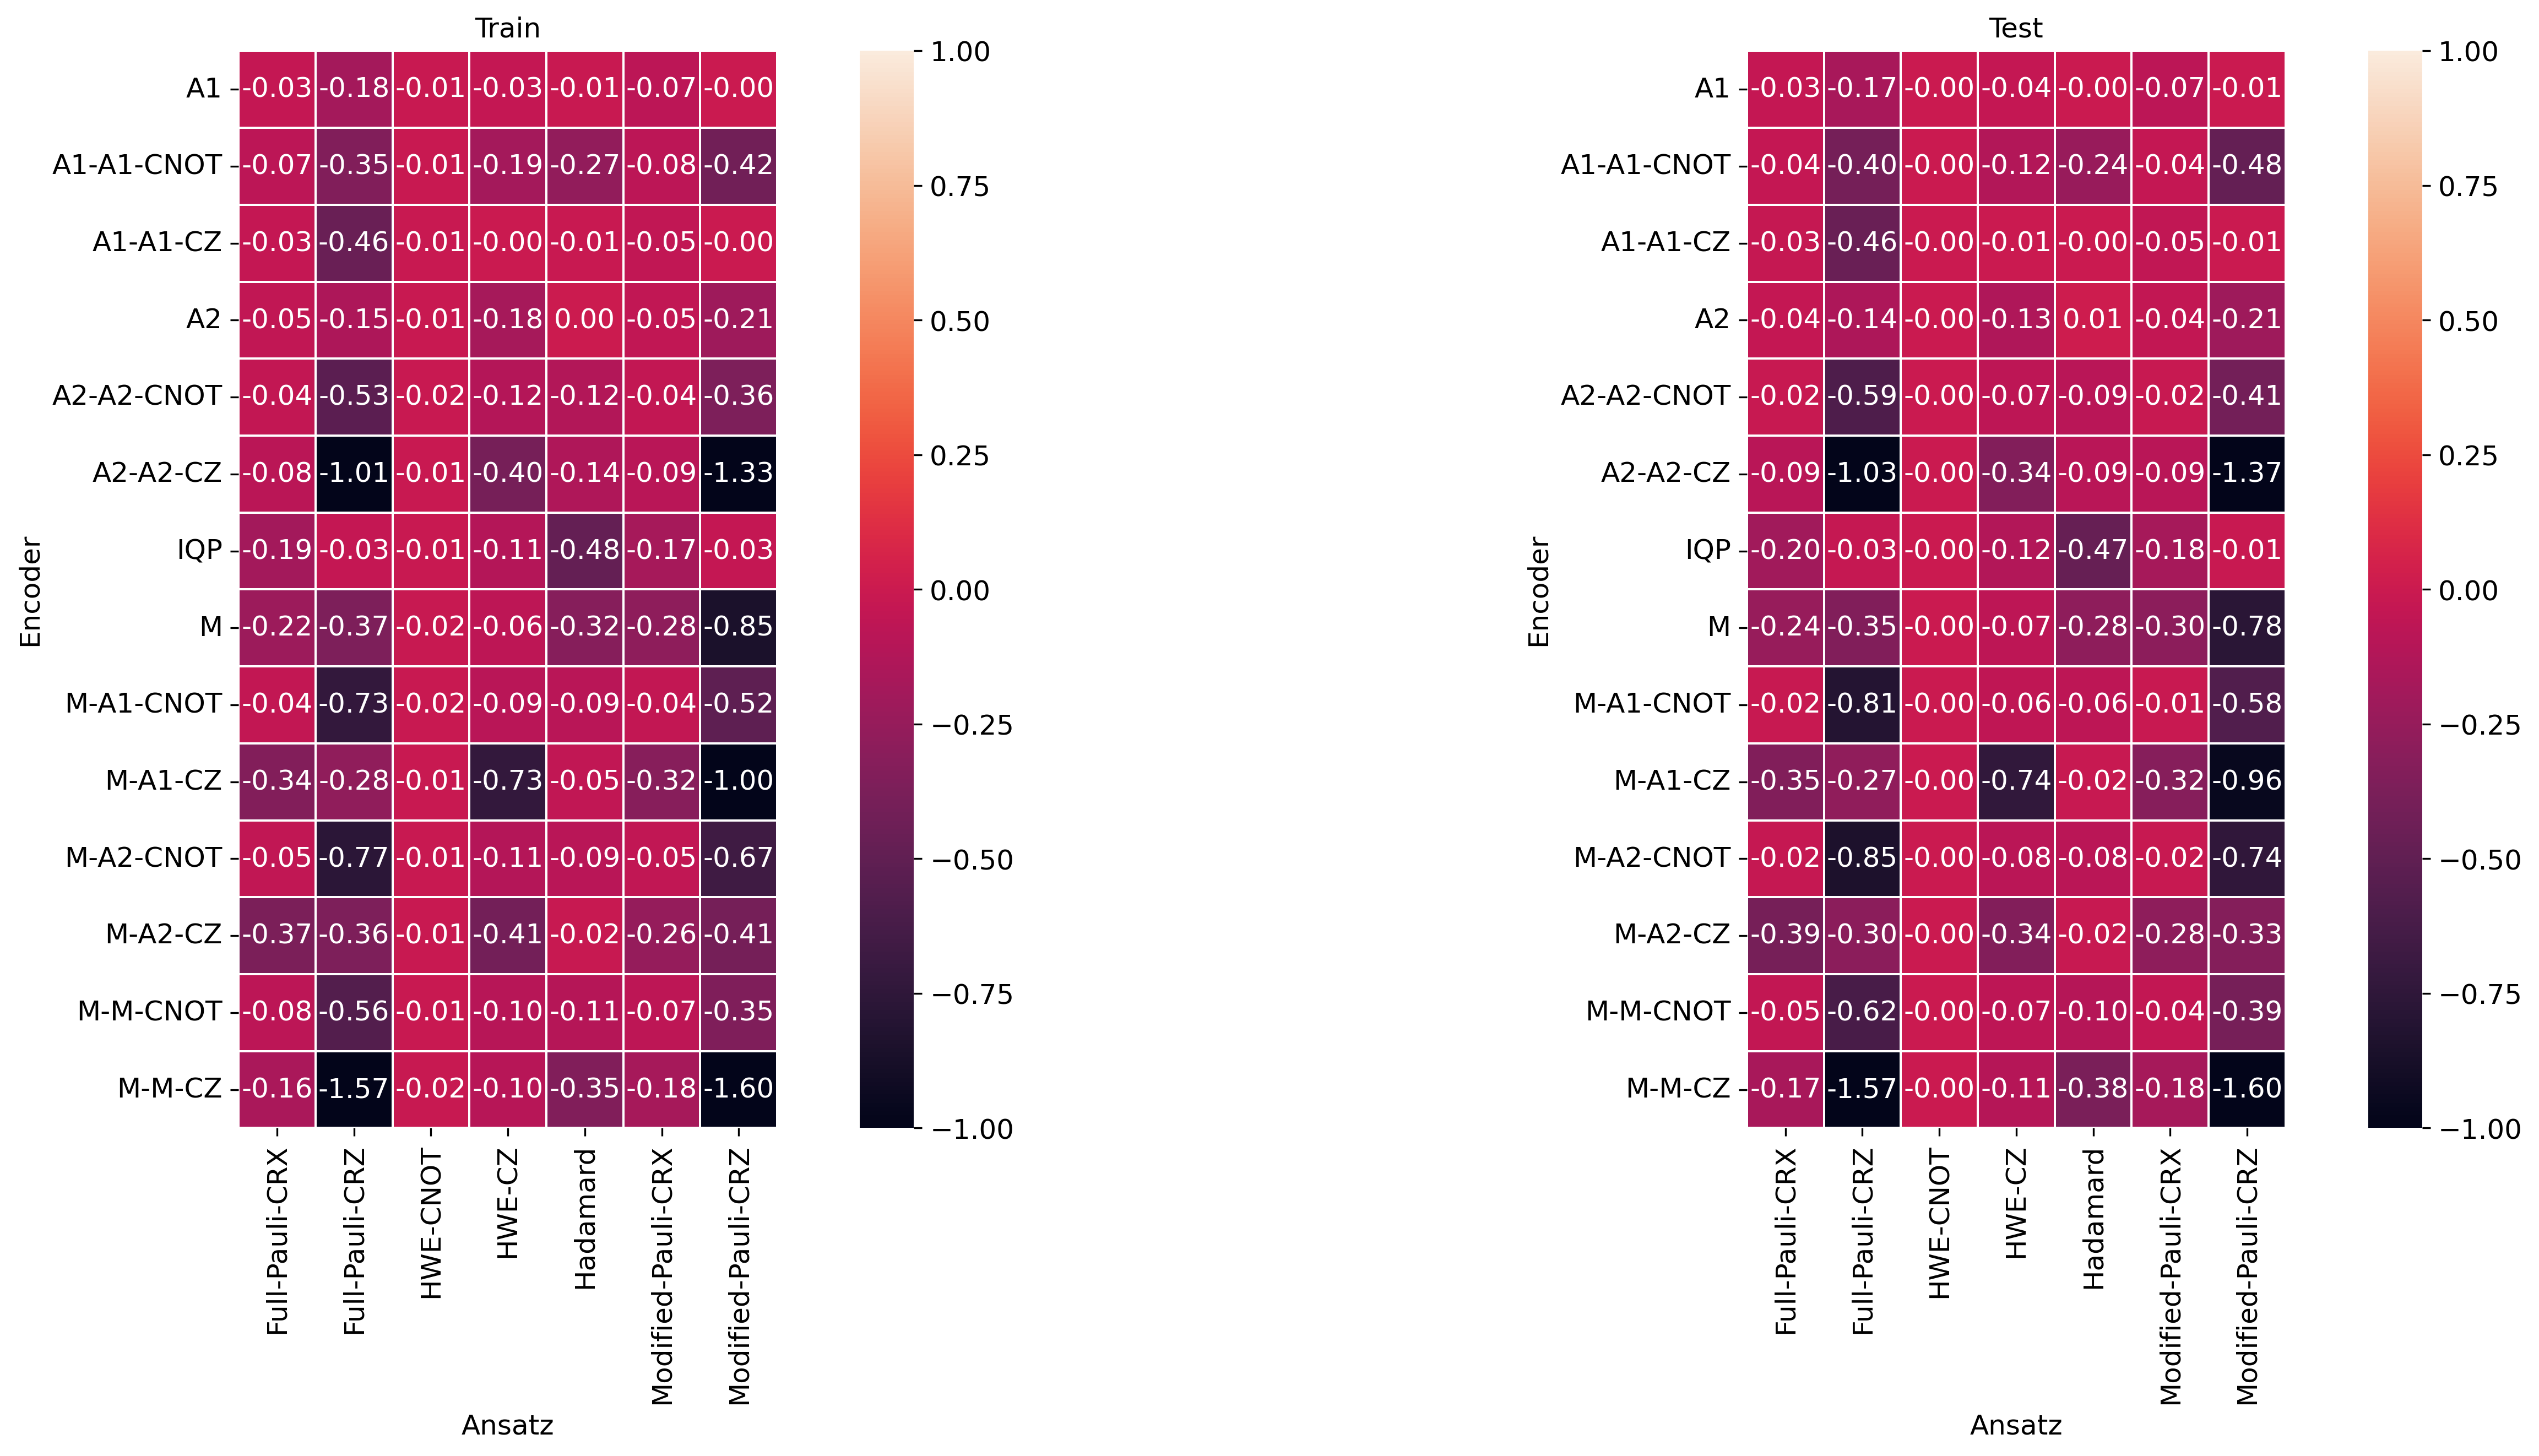 Train
A1 -0.03 -0.18 -0.01 -0.03 -0.01 -0.07 -0.00
A1-A1-CNOT -0.07 -0.35 -0.01 -0.19 -0.27 -0.08 -0.42
A1-A1-CZ -0.03 -0.46 -0.01 -0.00 -0.01 -0.05 -0.00
A2 -0.05 -0.15 -0.01 -0.18 0.00 -0.05 -0.21
A2-A2-CNOT -0.04 -0.53 -0.02 -0.12 -0.12 -0.04 -0.36
A2-A2-CZ -0.08 -1.01 -0.01 -0.40 -0.14 -0.09 -1.33
IQP -0.19 -0.03 -0.01 -0.11 -0.48 -0.17 -0.03
M -0.22 -0.37 -0.02 -0.06 -0.32 -0.28 -0.85
M-A1-CNOT -0.04 -0.73 -0.02 -0.09 -0.09 -0.04 -0.52
M-A1-CZ -0.34 -0.28 -0.01 -0.73 -0.05 -0.32 -1.00
M-A2-CNOT -0.05 -0.77 -0.01 -0.11 -0.09 -0.05 -0.67
M-A2-CZ -0.37 -0.36 -0.01 -0.41 -0.02 -0.26 -0.41
M-M-CNOT -0.08 -0.56 -0.01 -0.10 -0.11 -0.07 -0.35
M-M-CZ -0.16 -1.57 -0.02 -0.10 -0.35 -0.18 -1.60
Encoder
Full-Pauli-CRX
Full-Pauli-CRZ
HWE-CNOT
HWE-CZ
Hadamard
Modified-Pauli-CRX
Modified-Pauli-CRZ
Ansatz
1.00
0.75
0.50
0.25
0.00
−0.25
−0.50
−0.75
−1.00
Test
A1 -0.03 -0.17 -0.00 -0.04 -0.00 -0.07 -0.01
A1-A1-CNOT -0.04 -0.40 -0.00 -0.12 -0.24 -0.04 -0.48
A1-A1-CZ -0.03 -0.46 -0.00 -0.01 -0.00 -0.05 -0.01
A2 -0.04 -0.14 -0.00 -0.13 0.01 -0.04 -0.21
A2-A2-CNOT -0.02 -0.59 -0.00 -0.07 -0.09 -0.02 -0.41
A2-A2-CZ -0.09 -1.03 -0.00 -0.34 -0.09 -0.09 -1.37
IQP -0.20 -0.03 -0.00 -0.12 -0.47 -0.18 -0.01
M -0.24 -0.35 -0.00 -0.07 -0.28 -0.30 -0.78
M-A1-CNOT -0.02 -0.81 -0.00 -0.06 -0.06 -0.01 -0.58
M-A1-CZ -0.35 -0.27 -0.00 -0.74 -0.02 -0.32 -0.96
M-A2-CNOT -0.02 -0.85 -0.00 -0.08 -0.08 -0.02 -0.74
M-A2-CZ -0.39 -0.30 -0.00 -0.34 -0.02 -0.28 -0.33
M-M-CNOT -0.05 -0.62 -0.00 -0.07 -0.10 -0.04 -0.39
M-M-CZ -0.17 -1.57 -0.00 -0.11 -0.38 -0.18 -1.60
Encoder
Full-Pauli-CRX
Full-Pauli-CRZ
HWE-CNOT
HWE-CZ
Hadamard
Modified-Pauli-CRX
Modified-Pauli-CRZ
Ansatz
1.00
0.75
0.50
0.25
0.00
−0.25
−0.50
−0.75
−1.00